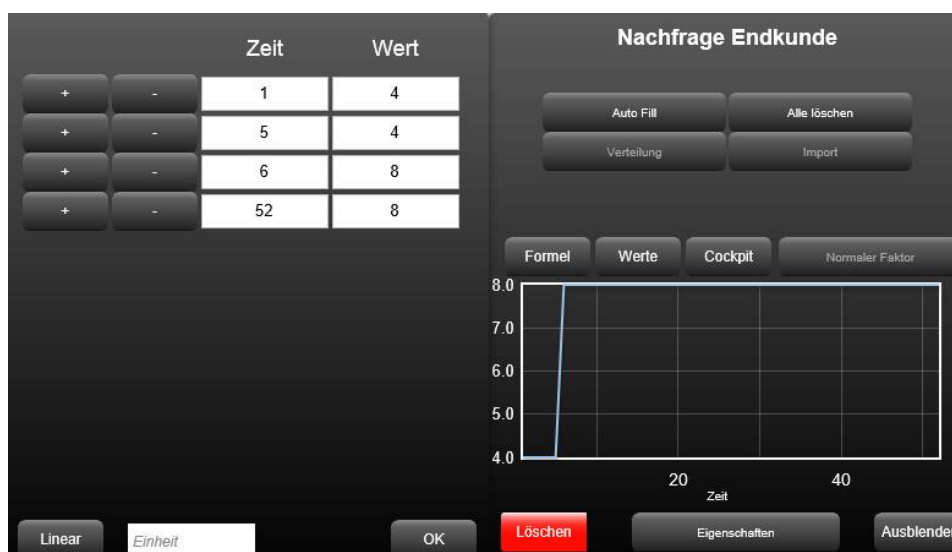 Zeit Wert
+ - 1 4
+ - 5 4
+ - 6 8
+ - 52 8
Linear Einheit OK
Nachfrage Endkunde
Auto Fill Alle löschen
Verteilung Import
Formel Werte Cockpit Normaler Faktor
8.0
7.0
6.0
5.0
4.0
20 40
Zeit
Löschen Eigenschaften Ausblenden